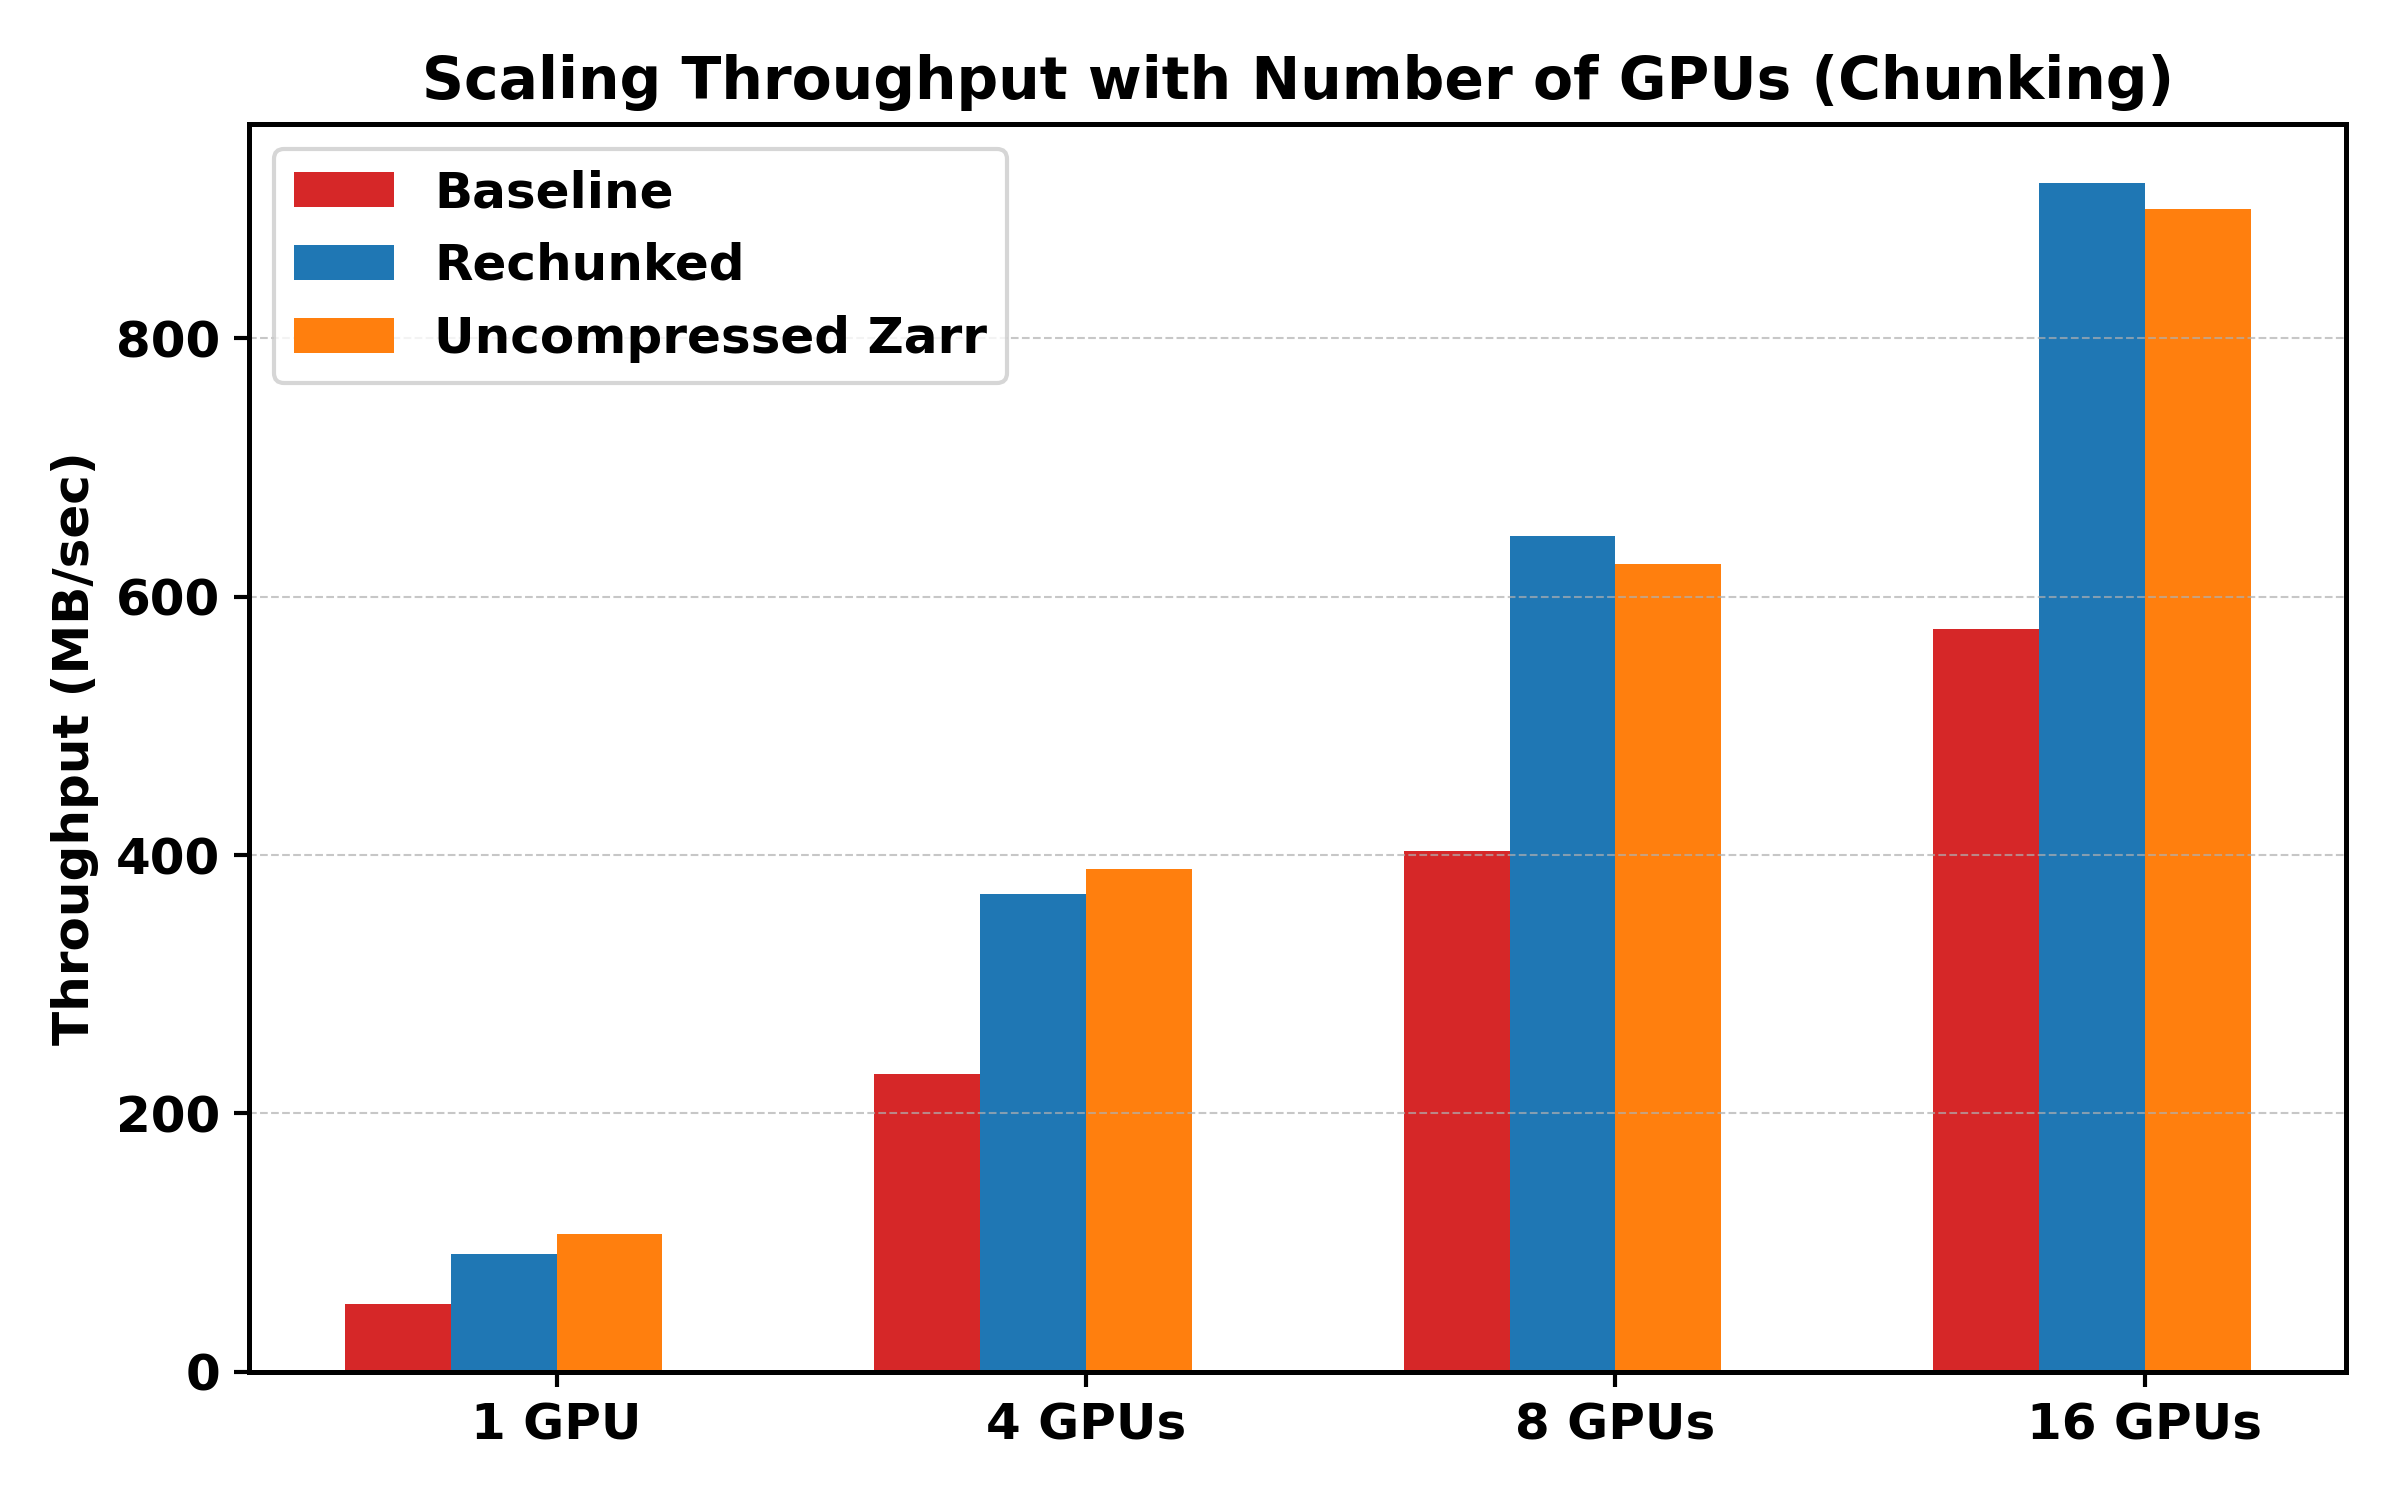 Scaling Throughput with Number of GPUs (Chunking)
Baseline
Rechunked
Uncompressed Zarr
Throughput (MB/sec)
800
600
400
200
0
1 GPU
4 GPUs
8 GPUs
16 GPUs